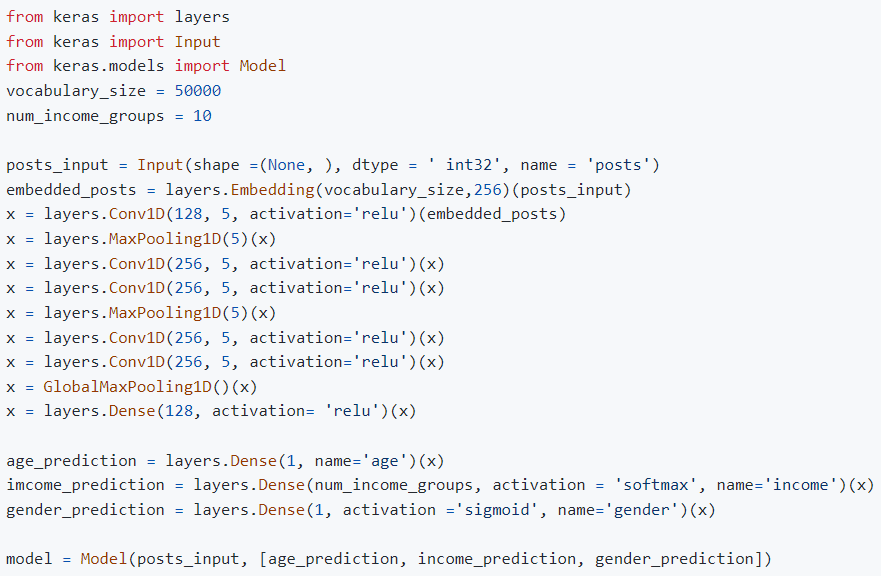 from keras import layers
from keras import Input
from keras.models import Model
vocabulary_size = 50000
num_income_groups = 10
posts_input = Input(shape =(None, ), dtype = ' int32', name = 'posts')
embedded_posts = layers.Embedding(vocabulary_size,256)(posts_input)
x = layers.Conv1D(128, 5, activation='relu')(embedded_posts)
x = layers.MaxPooling1D(5)(x)
x = layers.Conv1D(256, 5, activation='relu')(x)
x = layers.Conv1D(256, 5, activation='relu')(x)
x = layers.MaxPooling1D(5)(x)
x = layers.Conv1D(256, 5, activation='relu')(x)
x = layers.Conv1D(256, 5, activation='relu')(x)
x = GlobalMaxPooling1D()(x)
x = layers.Dense(128, activation= 'relu')(x)
age_prediction = layers.Dense(1, name='age')(x)
imcome_prediction = layers.Dense(num_income_groups, activation = 'softmax', name='income')(x)
gender_prediction = layers.Dense(1, activation ='sigmoid', name='gender')(x)
model = Model(posts_input, [age_prediction, income_prediction, gender_prediction])